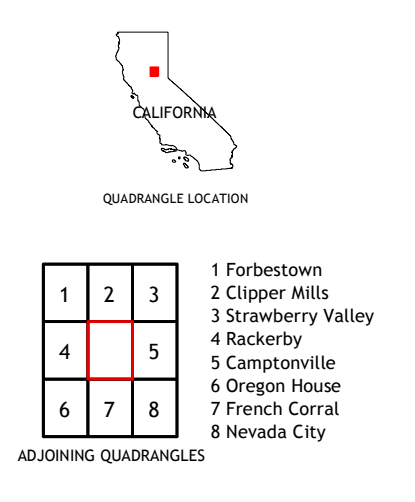 CALIFORNIA
QUADRANGLE LOCATION
1 2 3
4 5
6 7 8
1 Forbestown
2 Clipper Mills
3 Strawberry Valley
4 Rackerby
5 Camptonville
6 Oregon House
7 French Corral
8 Nevada City
ADJOINING QUADRANGLES